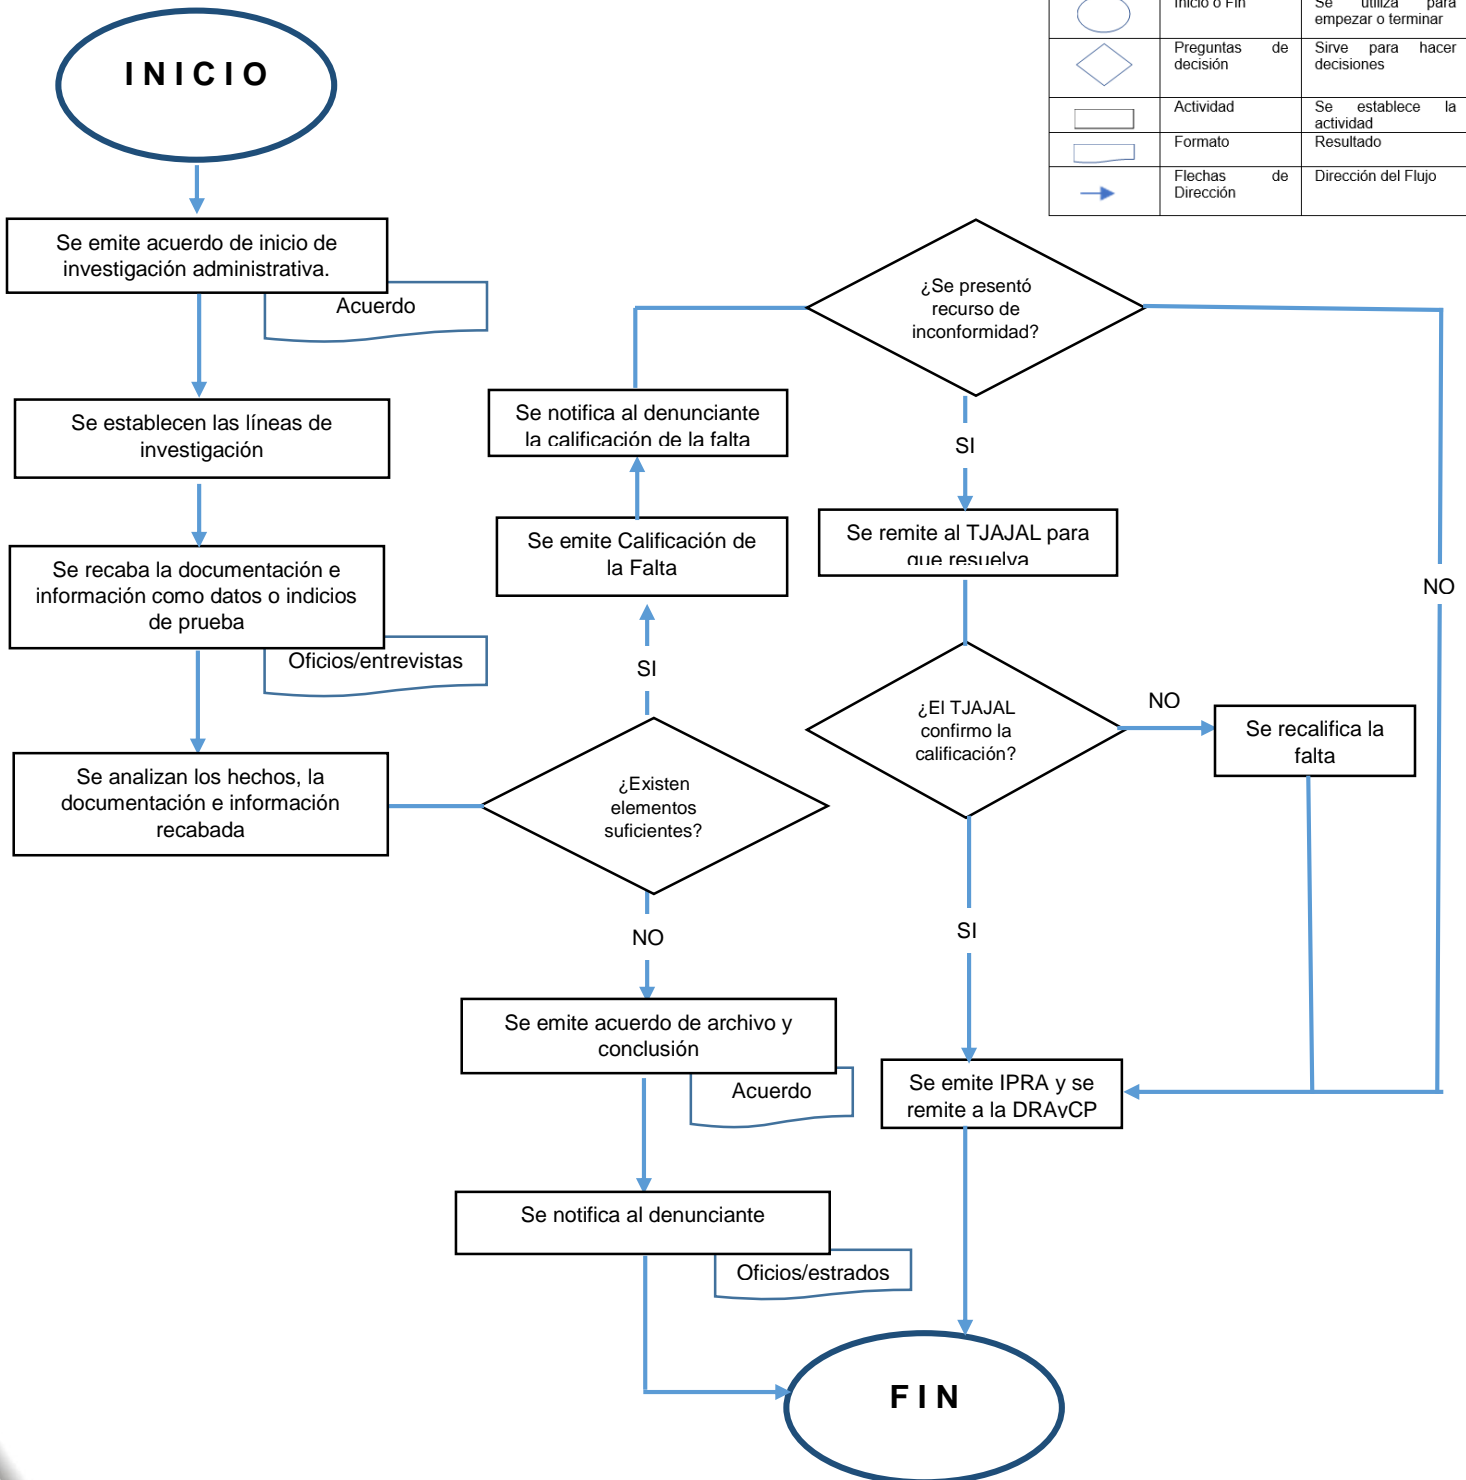 Inicio o Fin
Se utiliza para
empezar o terminar
Preguntas de
decisión
Sirve para hacer
decisiones
Actividad
Se establece la
actividad
Formato
Resultado
Flechas de
Dirección
Dirección del Flujo
INICIO
Se emite acuerdo de inicio de
investigación administrativa.
Acuerdo
Se establecen las líneas de
investigación
Se recaba la documentación e
información como datos o indicios
de prueba
Oficios/entrevistas
Se analizan los hechos, la
documentación e información
recabada
¿Existen
elementos
suficientes?
SI
Se emite Calificación de
la Falta
Se notifica al denunciante
la calificación de la falta
¿Se presentó
recurso de
inconformidad?
SI
NO
Se remite al TJAJAL para
que resuelva
¿El TJAJAL
confirmo la
calificación?
NO
Se recalifica la
falta
SI
Se emite IPRA y se
remite a la DRAyCP
NO
Se emite acuerdo de archivo y
conclusión
Acuerdo
Se notifica al denunciante
Oficios/estrados
FIN